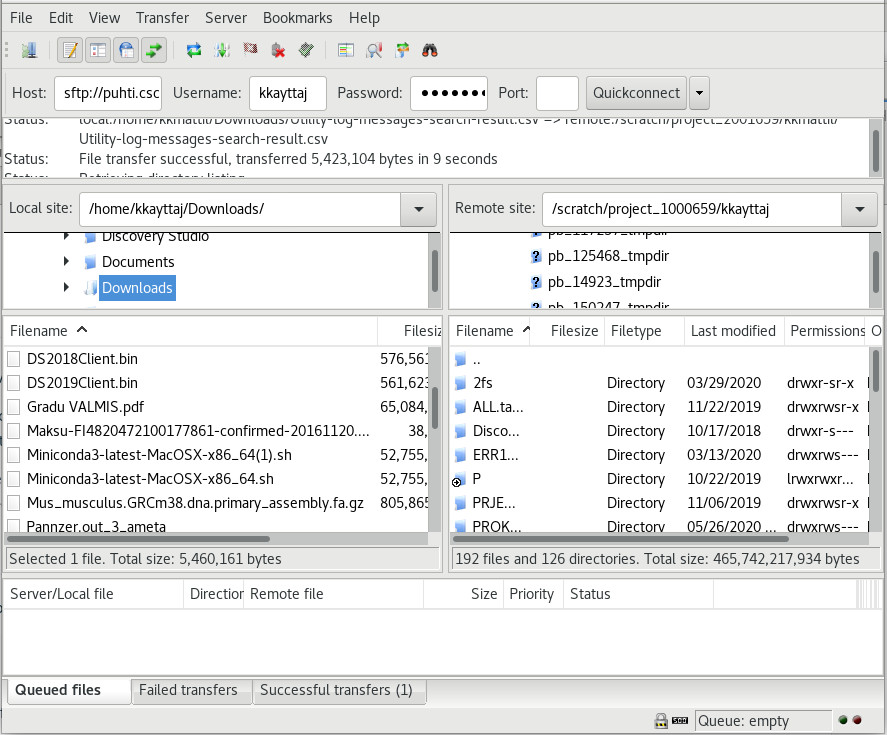 File Edit View Transfer Server Bookmarks Help
Host: sftp://puhti.csc Username: kkayttaj Password: ●●●●●●● Port: Quickconnect
Status: local:/home/kkmattil/Downloads/Utility-log-messages-search-result.csv => remote:/scratch/project_2001659/kkmattil/
Utility-log-messages-search-result.csv
Status: File transfer successful, transferred 5,423,104 bytes in 9 seconds
Status: Retrieving directory listing
Local site: /home/kkayttaj/Downloads/
Discovery Studio
Documents
Downloads
Remote site: /scratch/project_1000659/kkayttaj
pb_117257_tmpdir
pb_125468_tmpdir
pb_14923_tmpdir
pb_150247_tmpdir
Filename Filesiz
DS2018Client.bin 576,561
DS2019Client.bin 561,623
Gradu VALMIS.pdf 65,084,
Maksu-FI4820472100177861-confirmed-20161120.... 38,
Miniconda3-latest-MacOSX-x86_64(1).sh 52,755,
Miniconda3-latest-MacOSX-x86_64.sh 52,755,
Mus_musculus.GRCm38.dna.primary_assembly.fa.gz 805,865
Pannzer.out_3_ameta
Selected 1 file. Total size: 5,460,161 bytes
Filename Filesize Filetype Last modified Permissions O
..
2fs Directory 03/29/2020 drwxr-sr-x
ALL.ta... Directory 11/22/2019 drwxrwsr-x
Disco... Directory 10/17/2018 drwxr-s---
ERR1... Directory 03/13/2020 drwxrws---
P Directory 10/22/2019 lrwxrwxr...
PRJE... Directory 11/06/2019 drwxrwsr-x
PROK... Directory 05/26/2020 ... drwxrws---
192 files and 126 directories. Total size: 465,742,217,934 bytes
Server/Local file Direction Remote file Size Priority Status
Queued files Failed transfers Successful transfers (1)
Queue: empty